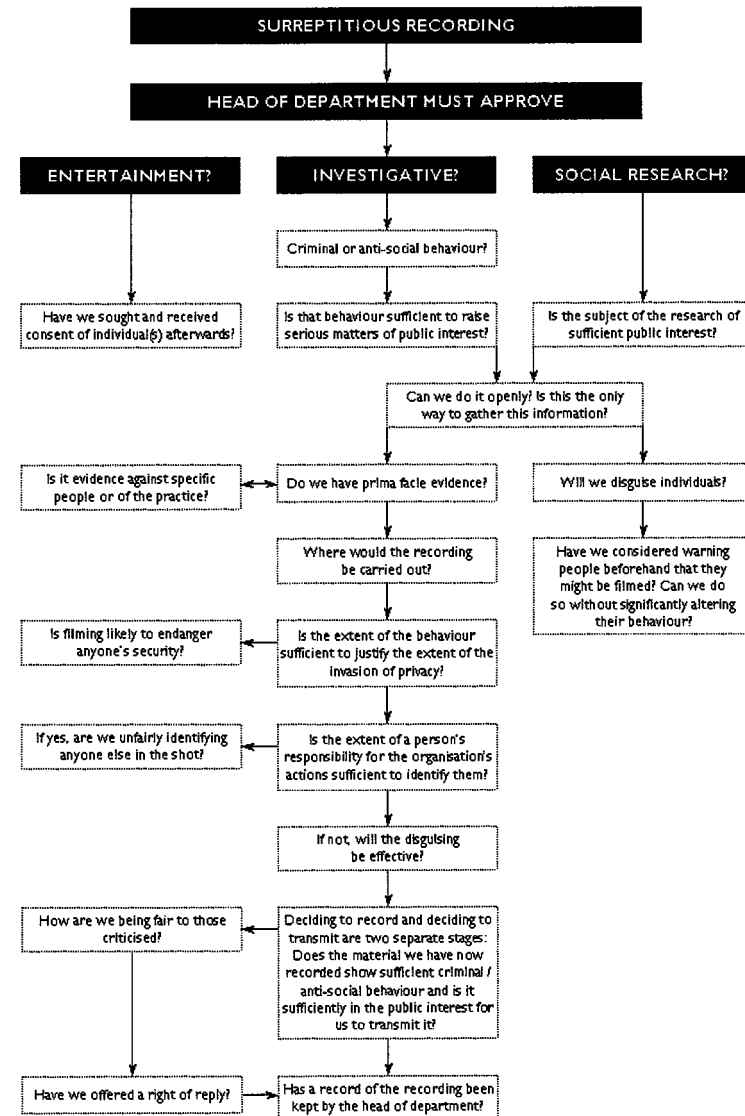 SURREPTITIOUS RECORDING
HEAD OF DEPARTMENT MUST APPROVE
ENTERTAINMENT?
INVESTIGATIVE?
SOCIAL RESEARCH?
Criminal or anti-social behaviour?
Have we sought and received
consent of individual(s) afterwards?
Is that behaviour sufficient to raise
serious matters of public interest?
Is the subject of the research of
sufficient public interest?
Can we do it openly? Is this the only
way to gather this information?
Is it evidence against specific
people or of the practice?
Do we have prima facie evidence?
Will we disguise individuals?
Where would the recording
be carried out?
Have we considered warning
people beforehand that they
might be filmed? Can we do
so without significantly altering
their behaviour?
Is filming likely to endanger
anyone's security?
Is the extent of the behaviour
sufficient to justify the extent of the
invasion of privacy?
If yes, are we unfairly identifying
anyone else in the shot?
Is the extent of a person's
responsibility for the organisation's
actions sufficient to identify them?
If not, will the disguising
be effective?
How are we being fair to those
criticised?
Deciding to record and deciding to
transmit are two separate stages:
Does the material we have now
recorded show sufficient criminal /
anti-social behaviour and is it
sufficiently in the public interest for
us to transmit it?
Have we offered a right of reply?
Has a record of the recording been
kept by the head of department?